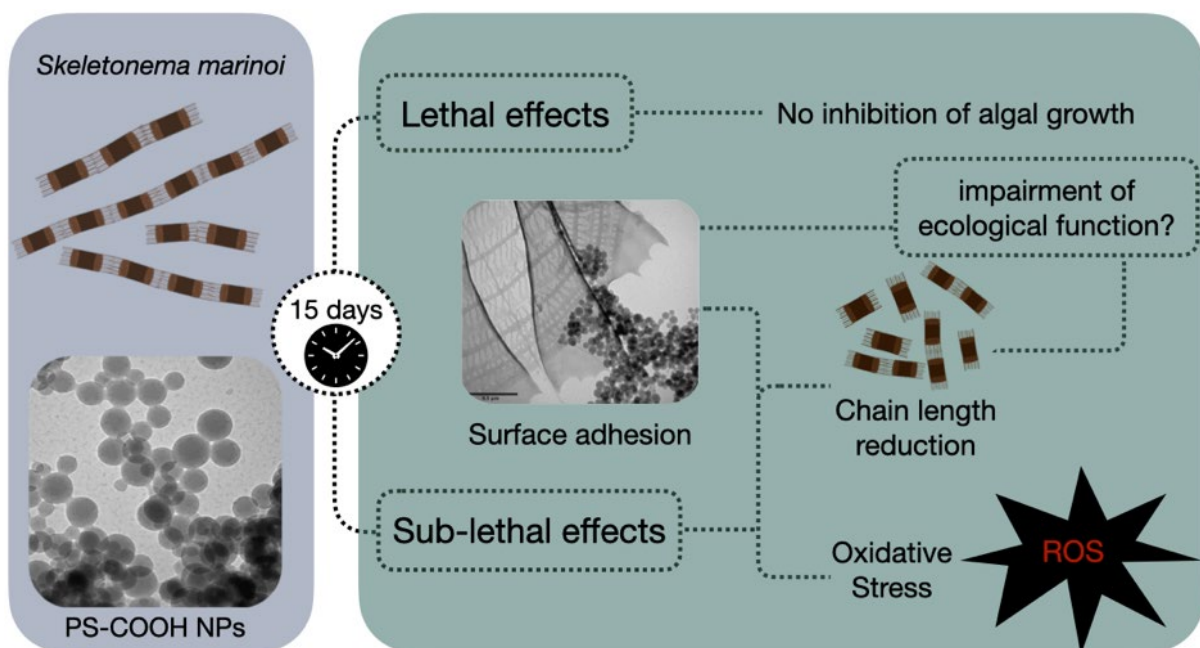 Skeletonema marinoi
15 days
PS-COOH NPs
Lethal effects
No inhibition of algal growth
impairment of
ecological function?
Surface adhesion
Chain length
reduction
Sub-lethal effects
Oxidative
Stress
ROS